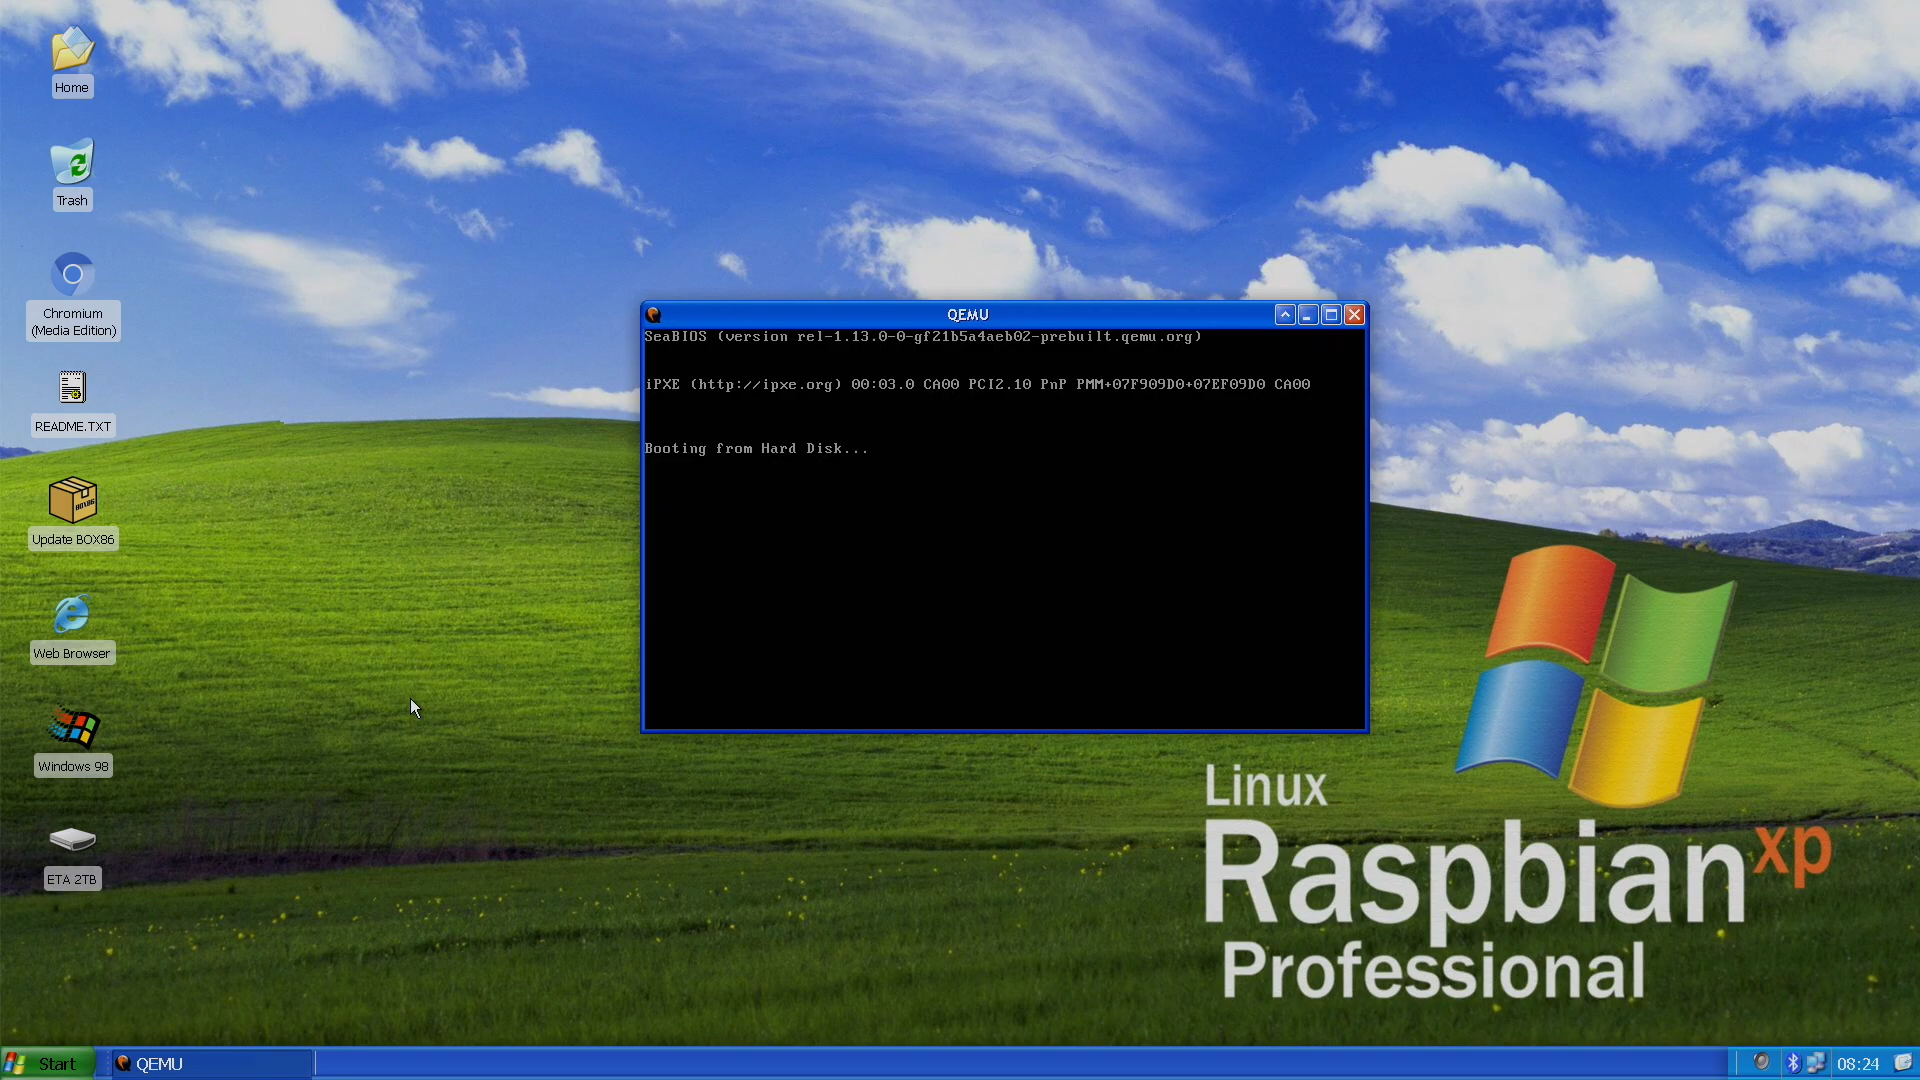 Home
Trash
Chromium
(Media Edition)
README.TXT
BOX86
Update BOX86
Web Browser
Windows 98
ETA 2TB
QEMU
SeaBIOS (version rel-1.13.0-0-gf21b5a4aeb02-prebuilt.qemu.org)
iPXE (http://ipxe.org) 00:03.0 CA00 PCI2.10 PnP PMM+07F909D0+07EF09D0 CA00
Booting from Hard Disk...
Linux
Raspbian xp
Professional
Start
QEMU
08:24